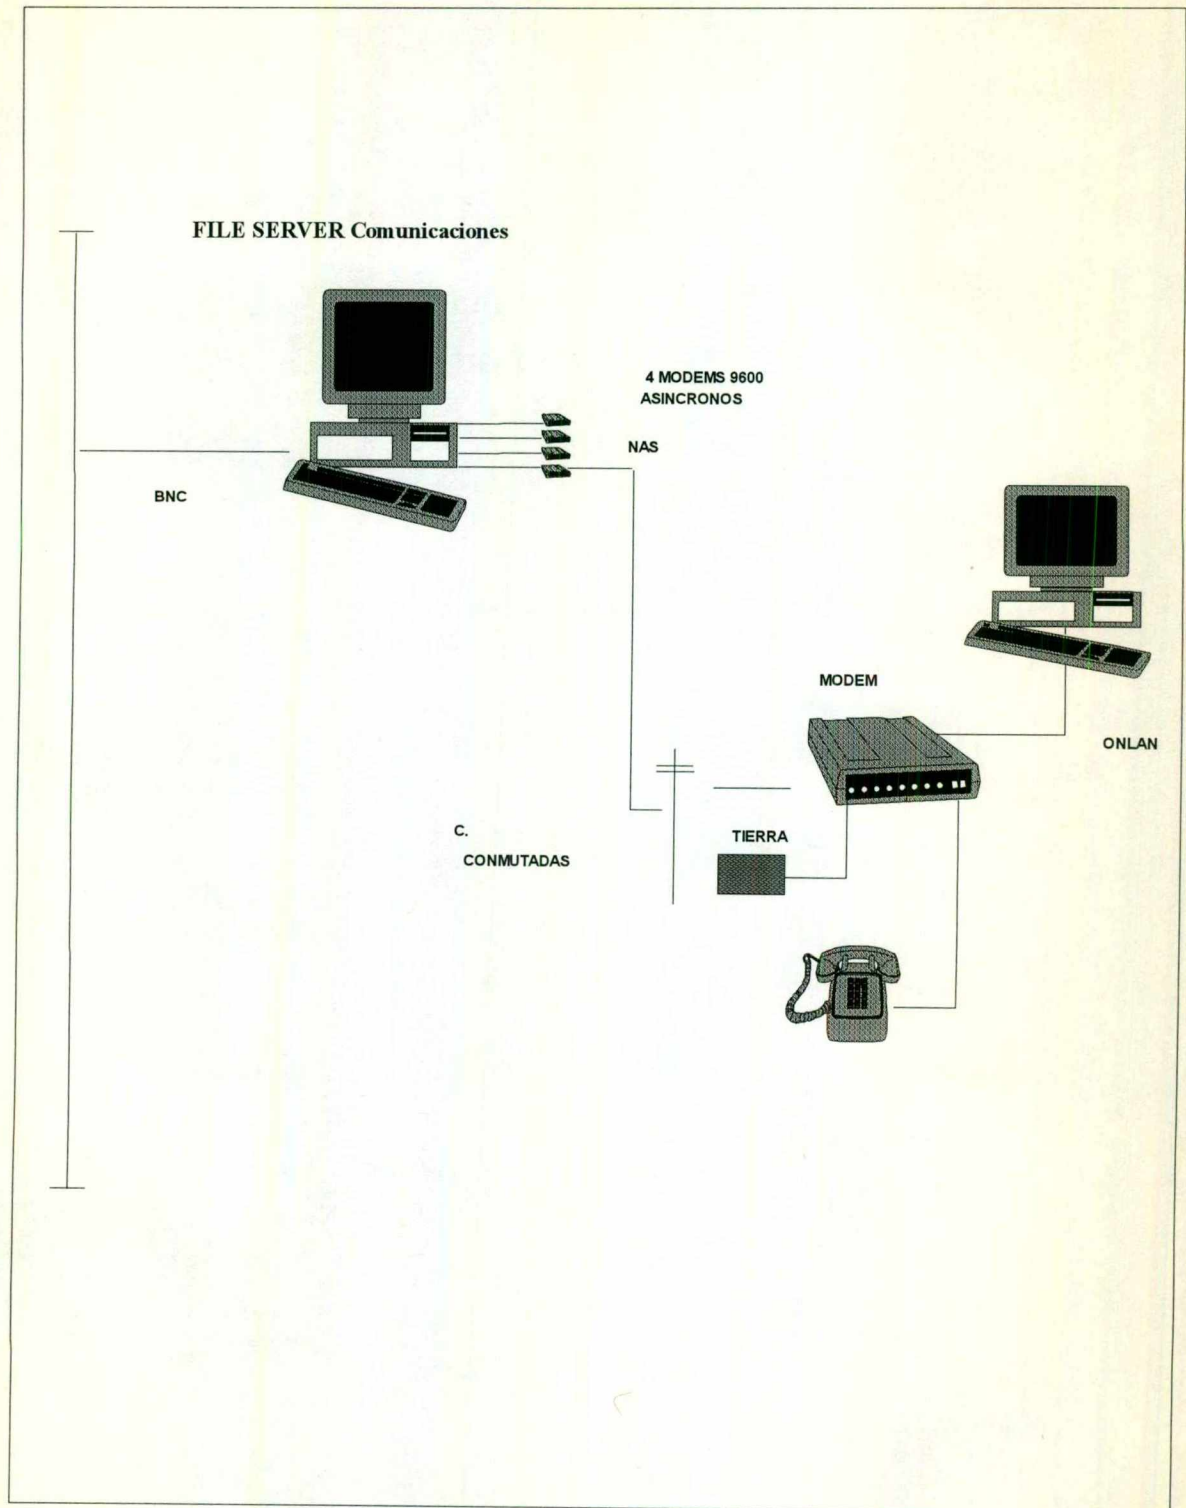 FILE SERVER Comunicaciones
4 MODEMS 9600
ASINCRONOS
NAS
BNC
MODEM
ONLAN
C.
CONMUTADAS
TIERRA